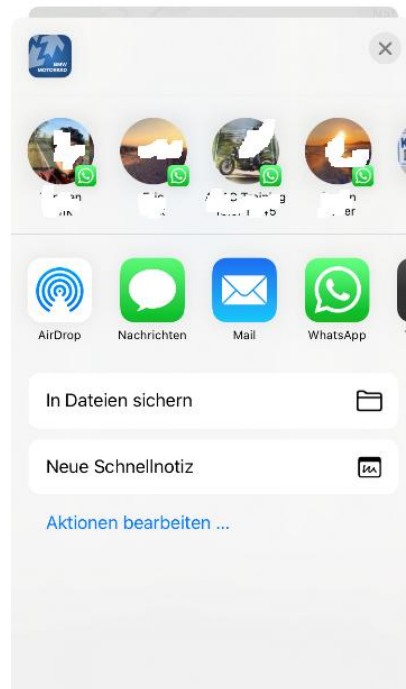 BMW
MOTORRAD
AirDrop
Nachrichten
Mail
WhatsApp
In Dateien sichern
Neue Schnellnotiz
Aktionen bearbeiten ...